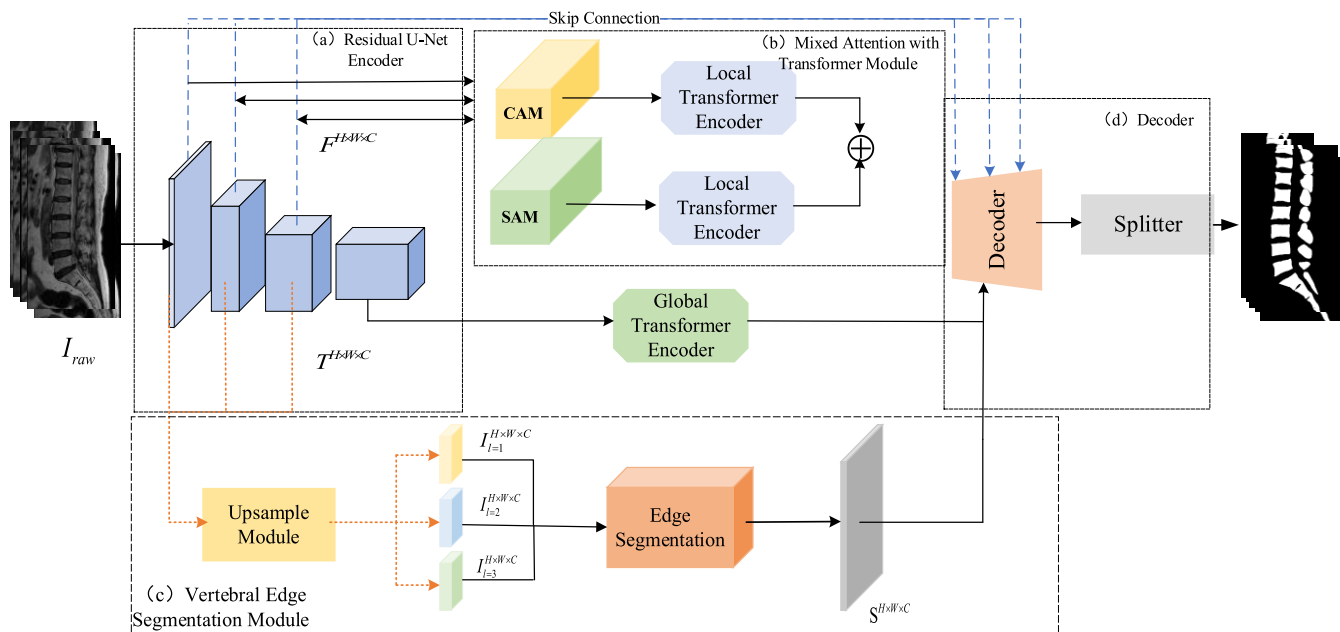 Skip Connection
（a）Residual U-Net
Encoder
（b）Mixed Attention with
Transformer Module
CAM
Local
Transformer
Encoder
SAM
Local
Transformer
Encoder
F^{H×W×C}
（d）Decoder
Decoder
Splitter
I_{raw}
T^{H×W×C}
Global
Transformer
Encoder
Upsample
Module
I_{l=1}^{H×W×C}
I_{l=2}^{H×W×C}
I_{l=3}^{H×W×C}
Edge
Segmentation
S^{H×W×C}
（c）Vertebral Edge
Segmentation Module